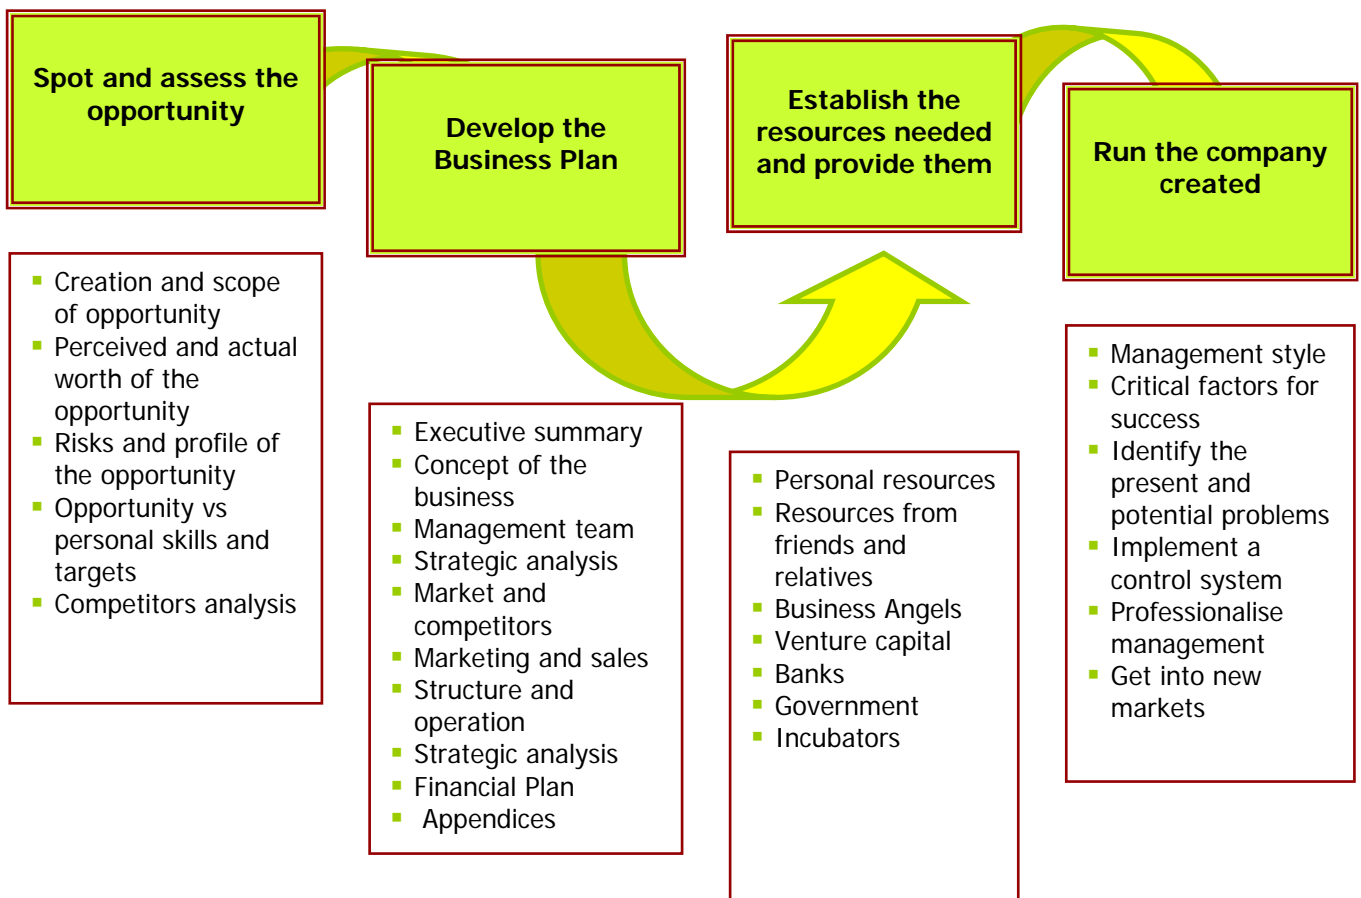 Spot and assess the
opportunity
Develop the
Business Plan
Establish the
resources needed
and provide them
Run the company
created
▪ Creation and scope
of opportunity
▪ Perceived and actual
worth of the
opportunity
▪ Risks and profile of
the opportunity
▪ Opportunity vs
personal skills and
targets
▪ Competitors analysis
▪ Executive summary
▪ Concept of the
business
▪ Management team
▪ Strategic analysis
▪ Market and
competitors
▪ Marketing and sales
▪ Structure and
operation
▪ Strategic analysis
▪ Financial Plan
▪ Appendices
▪ Personal resources
▪ Resources from
friends and
relatives
▪ Business Angels
▪ Venture capital
▪ Banks
▪ Government
▪ Incubators
▪ Management style
▪ Critical factors for
success
▪ Identify the
present and
potential problems
▪ Implement a
control system
▪ Professionalise
management
▪ Get into new
markets